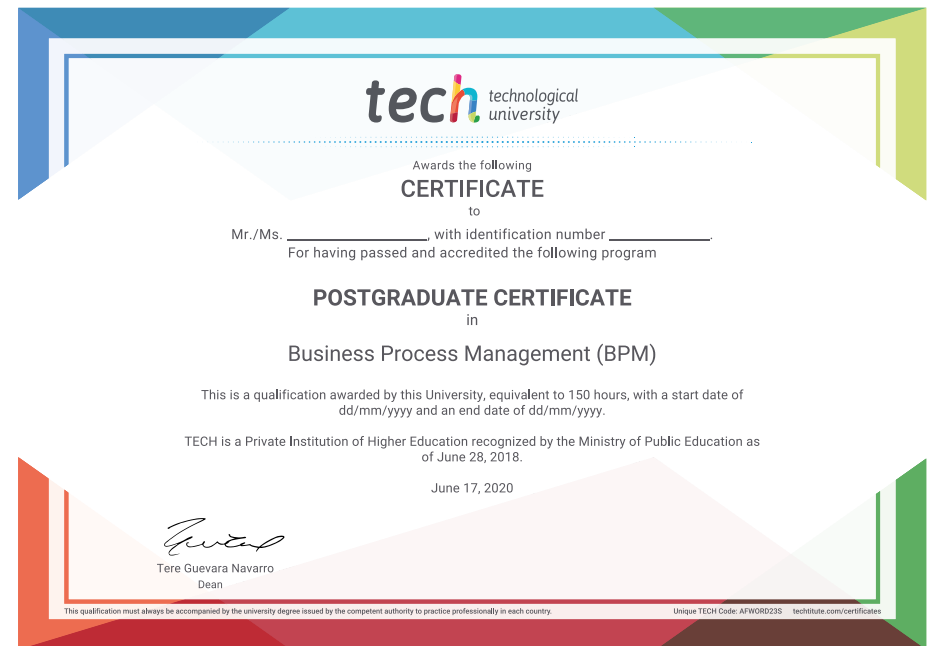 tech technological
university
Awards the following
CERTIFICATE
to
Mr./Ms. ____________________, with identification number ______________.
For having passed and accredited the following program
POSTGRADUATE CERTIFICATE
in
Business Process Management (BPM)
This is a qualification awarded by this University, equivalent to 150 hours, with a start date of
dd/mm/yyyy and an end date of dd/mm/yyyy.
TECH is a Private Institution of Higher Education recognized by the Ministry of Public Education as
of June 28, 2018.
June 17, 2020
Tere Guevara Navarro
Dean
This qualification must always be accompanied by the university degree issued by the competent authority to practice professionally in each country. Unique TECH Code: AFWORD23S techtitute.com/certificates